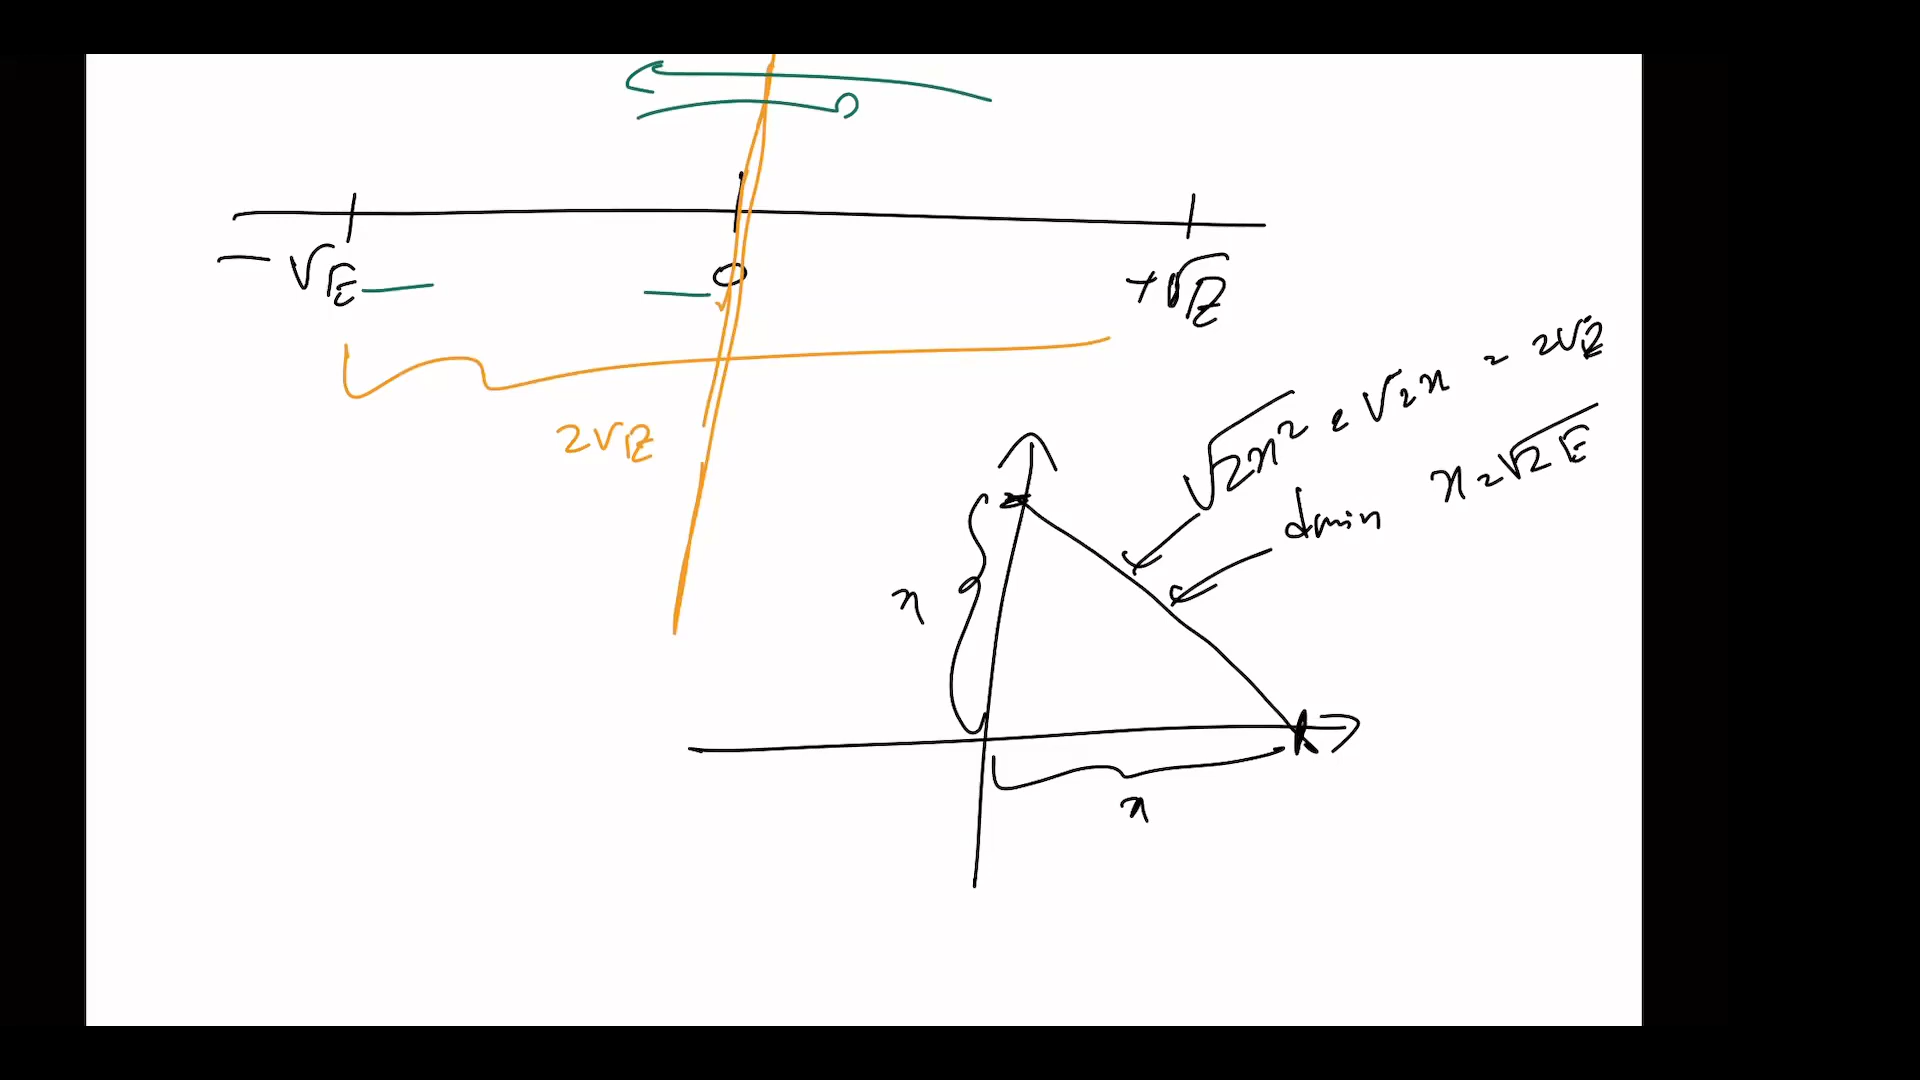 - √E
0
+√E
2√E
√2x² = √2x = 2√E
x = √2E
dmin
x
x